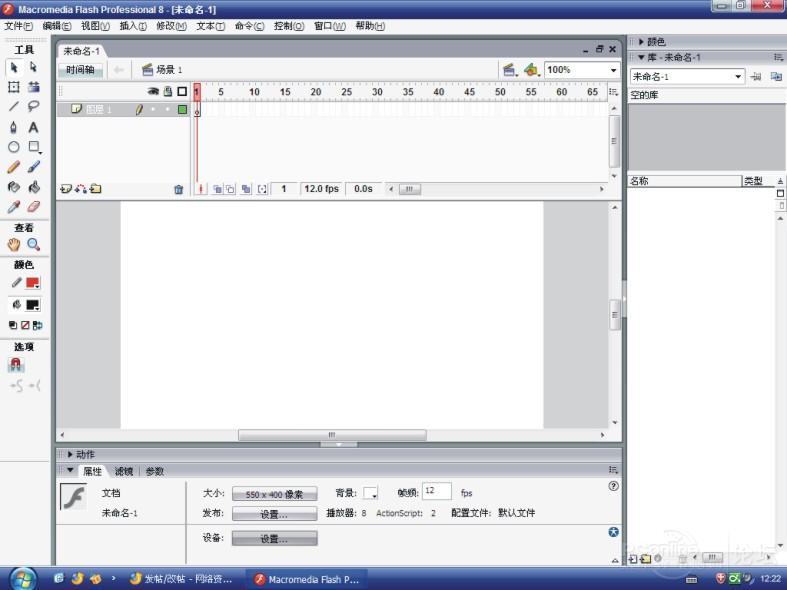 Macromedia Flash Professional 8 - [未命名-1]
文件(F) 编辑(E) 视图(V) 插入(I) 修改(M) 文本(T) 命令(C) 控制(O) 窗口(W) 帮助(H)
工具
查看
颜色
选项
未命名-1
时间轴 场景 1 100%
1 5 10 15 20 25 30 35 40 45 50 55 60 65
图层 1
1 12.0 fps 0.0s
动作
属性 滤镜 参数
文档 大小: 550 x 400 像素 背景: 帧频: 12 fps
未命名-1 发布: 设置... 播放器: 8 ActionScript: 2 配置文件: 默认文件
设备: 设置...
颜色
库 - 未命名-1
未命名-1
空的库
名称 类型
论坛
发帖/改帖 - 网络资... Macromedia Flash P... 12:22